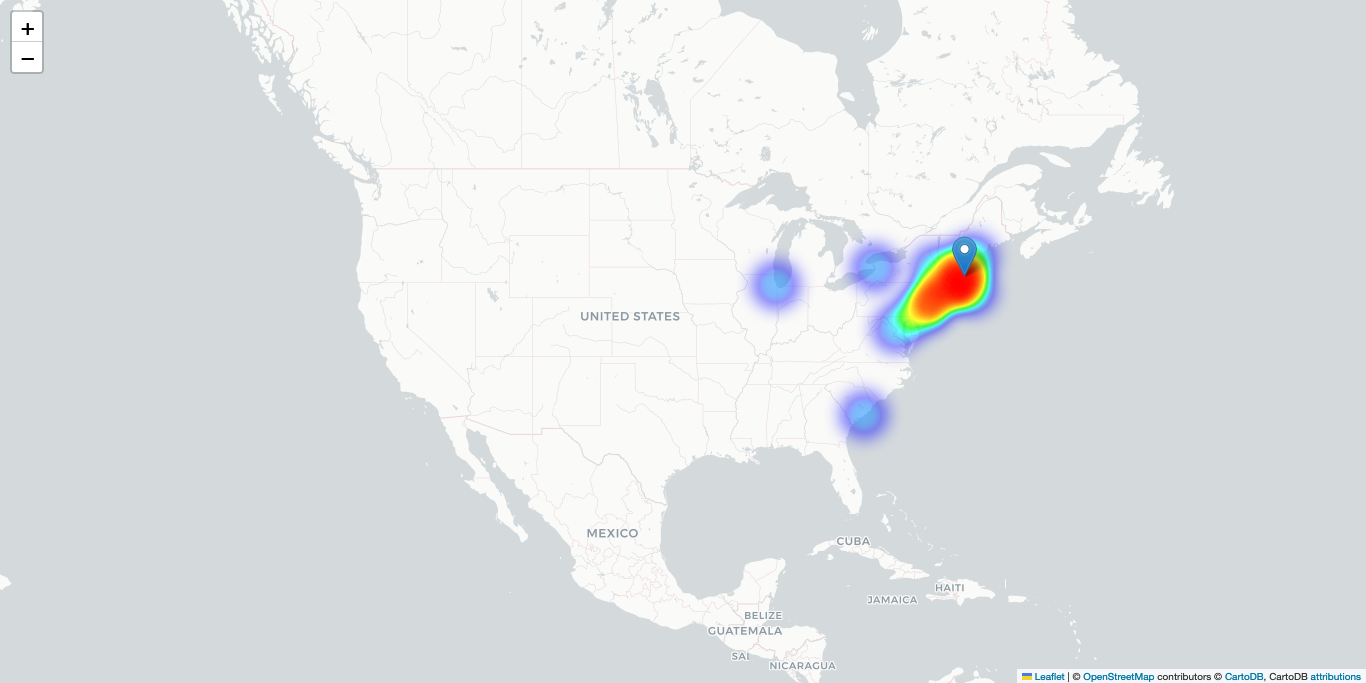 +
−
UNITED STATES
MEXICO
CUBA
HAITI
JAMAICA
BELIZE
GUATEMALA
SAL
NICARAGUA
Leaflet | © OpenStreetMap contributors © CartoDB, CartoDB attributions